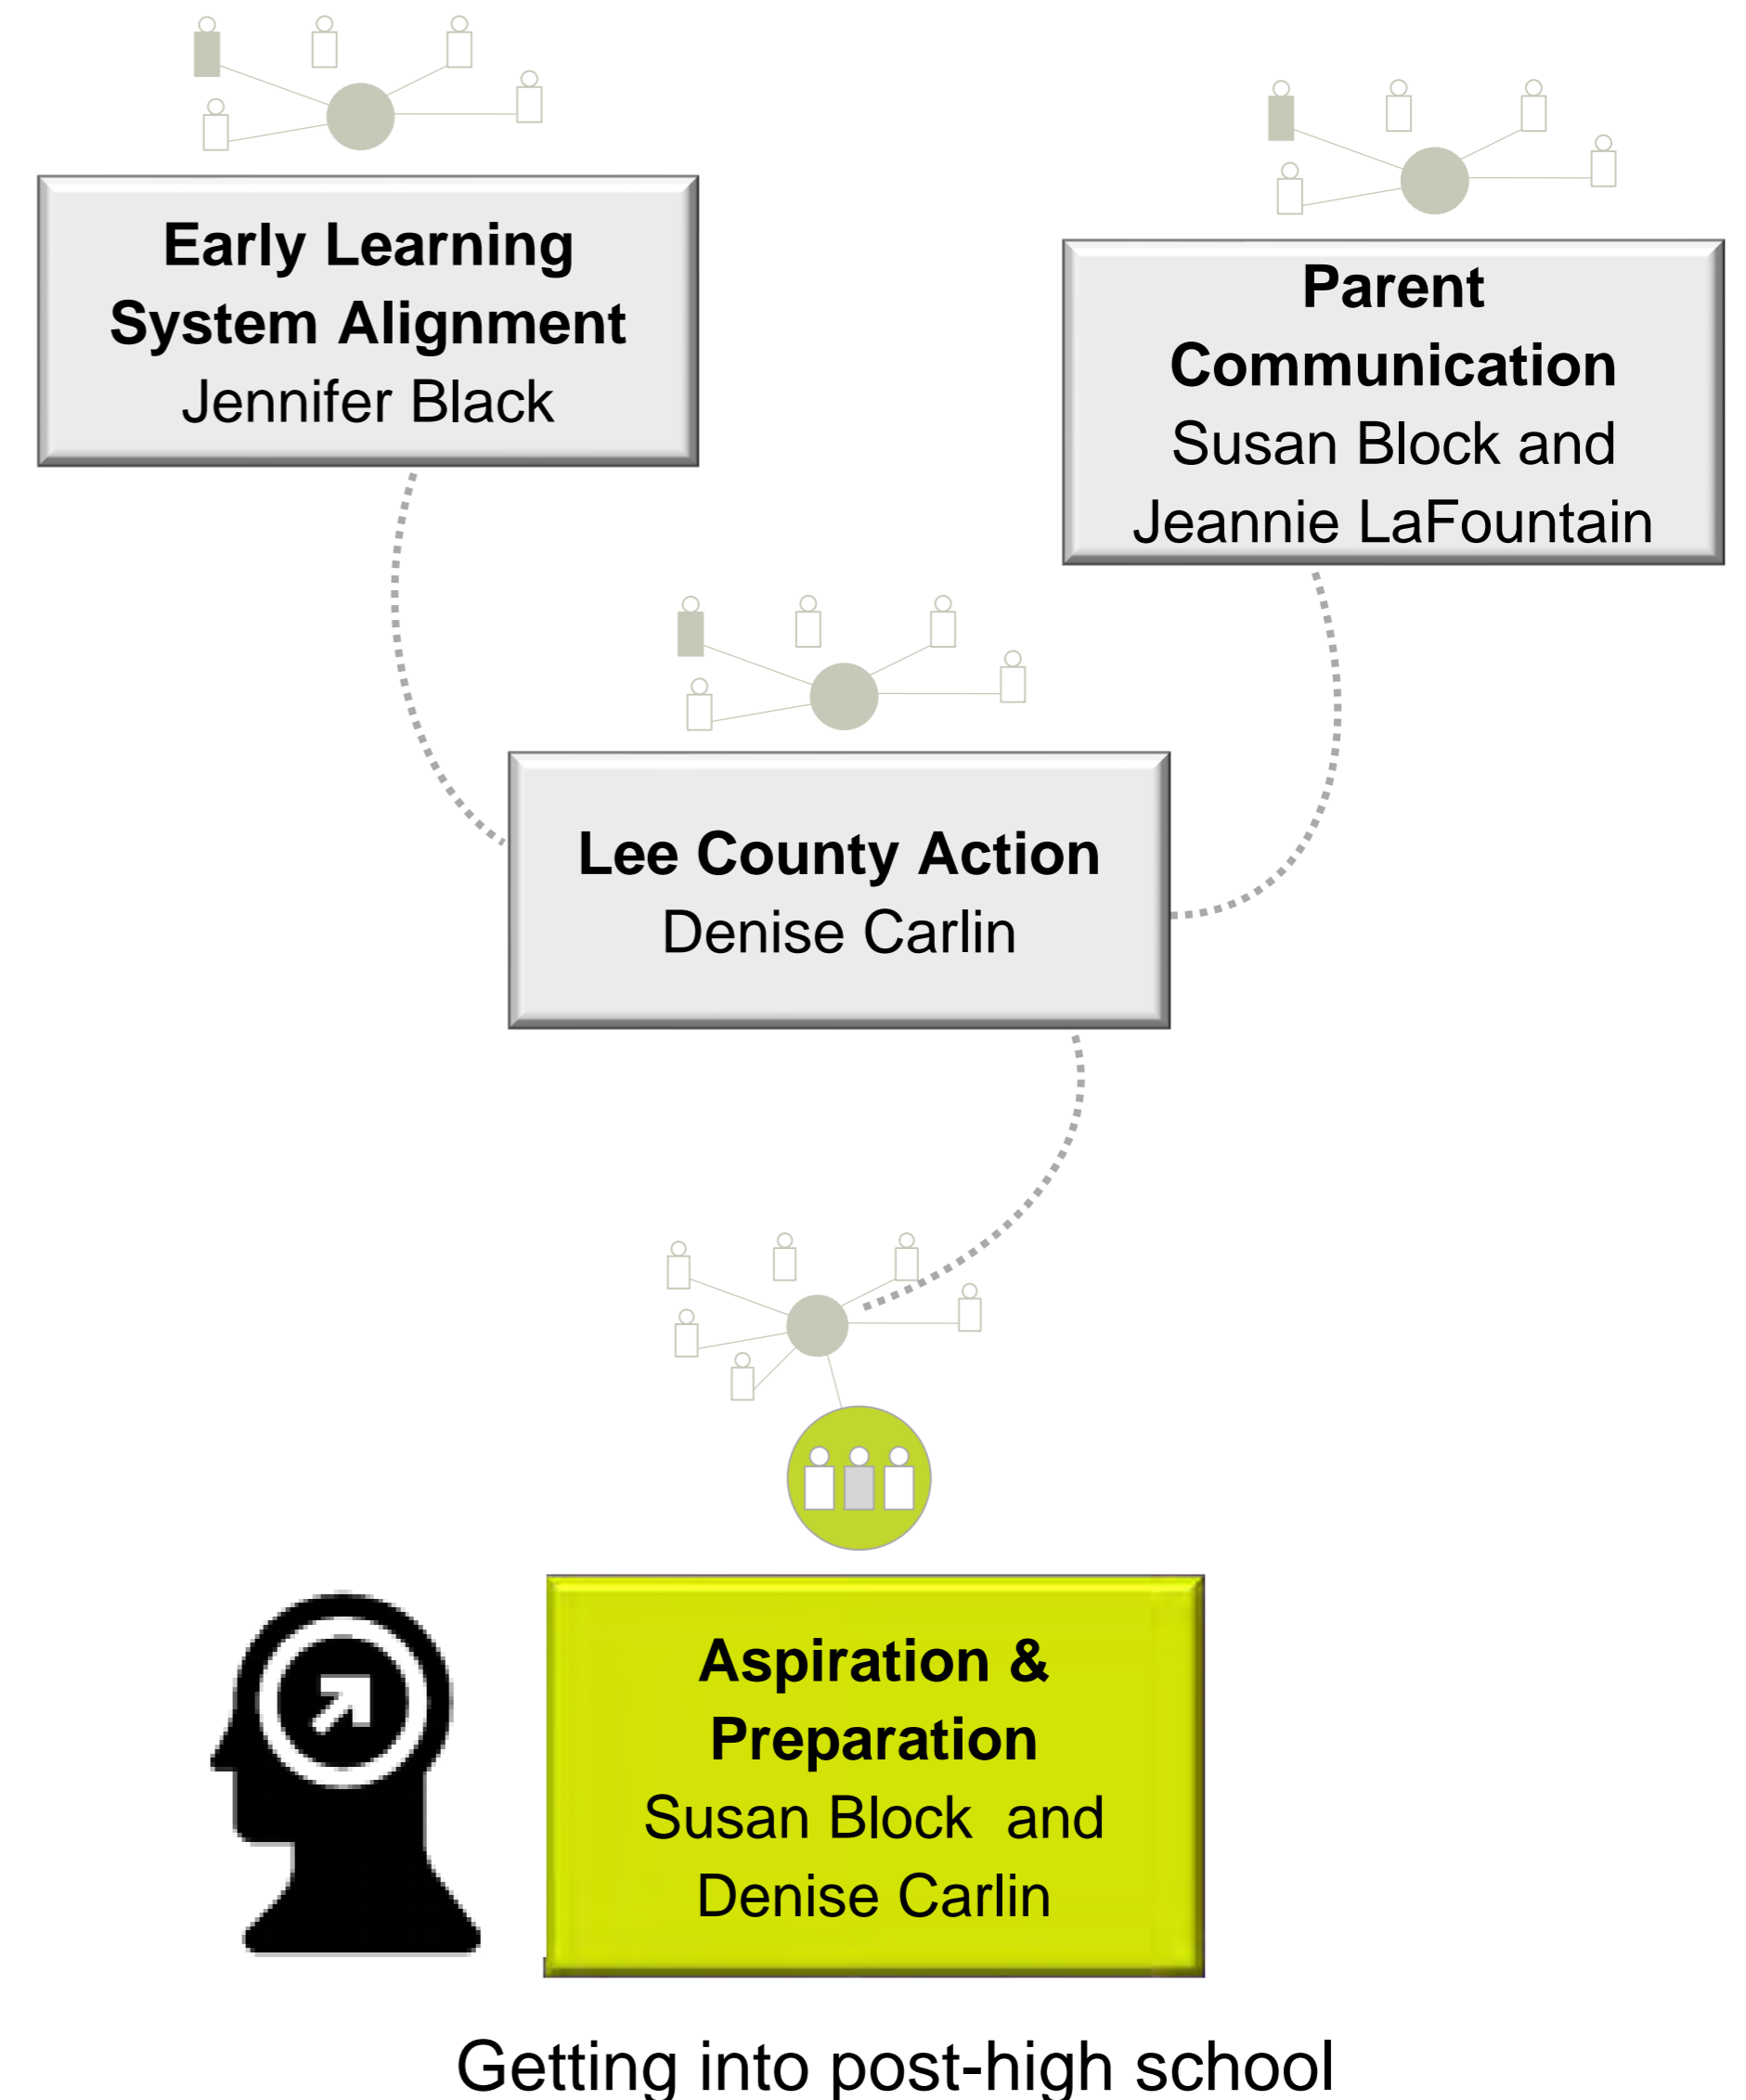 Early Learning
System Alignment
Jennifer Black
Parent
Communication
Susan Block and
Jeannie LaFountain
Lee County Action
Denise Carlin
Aspiration &
Preparation
Susan Block  and
Denise Carlin
Getting into post-high school